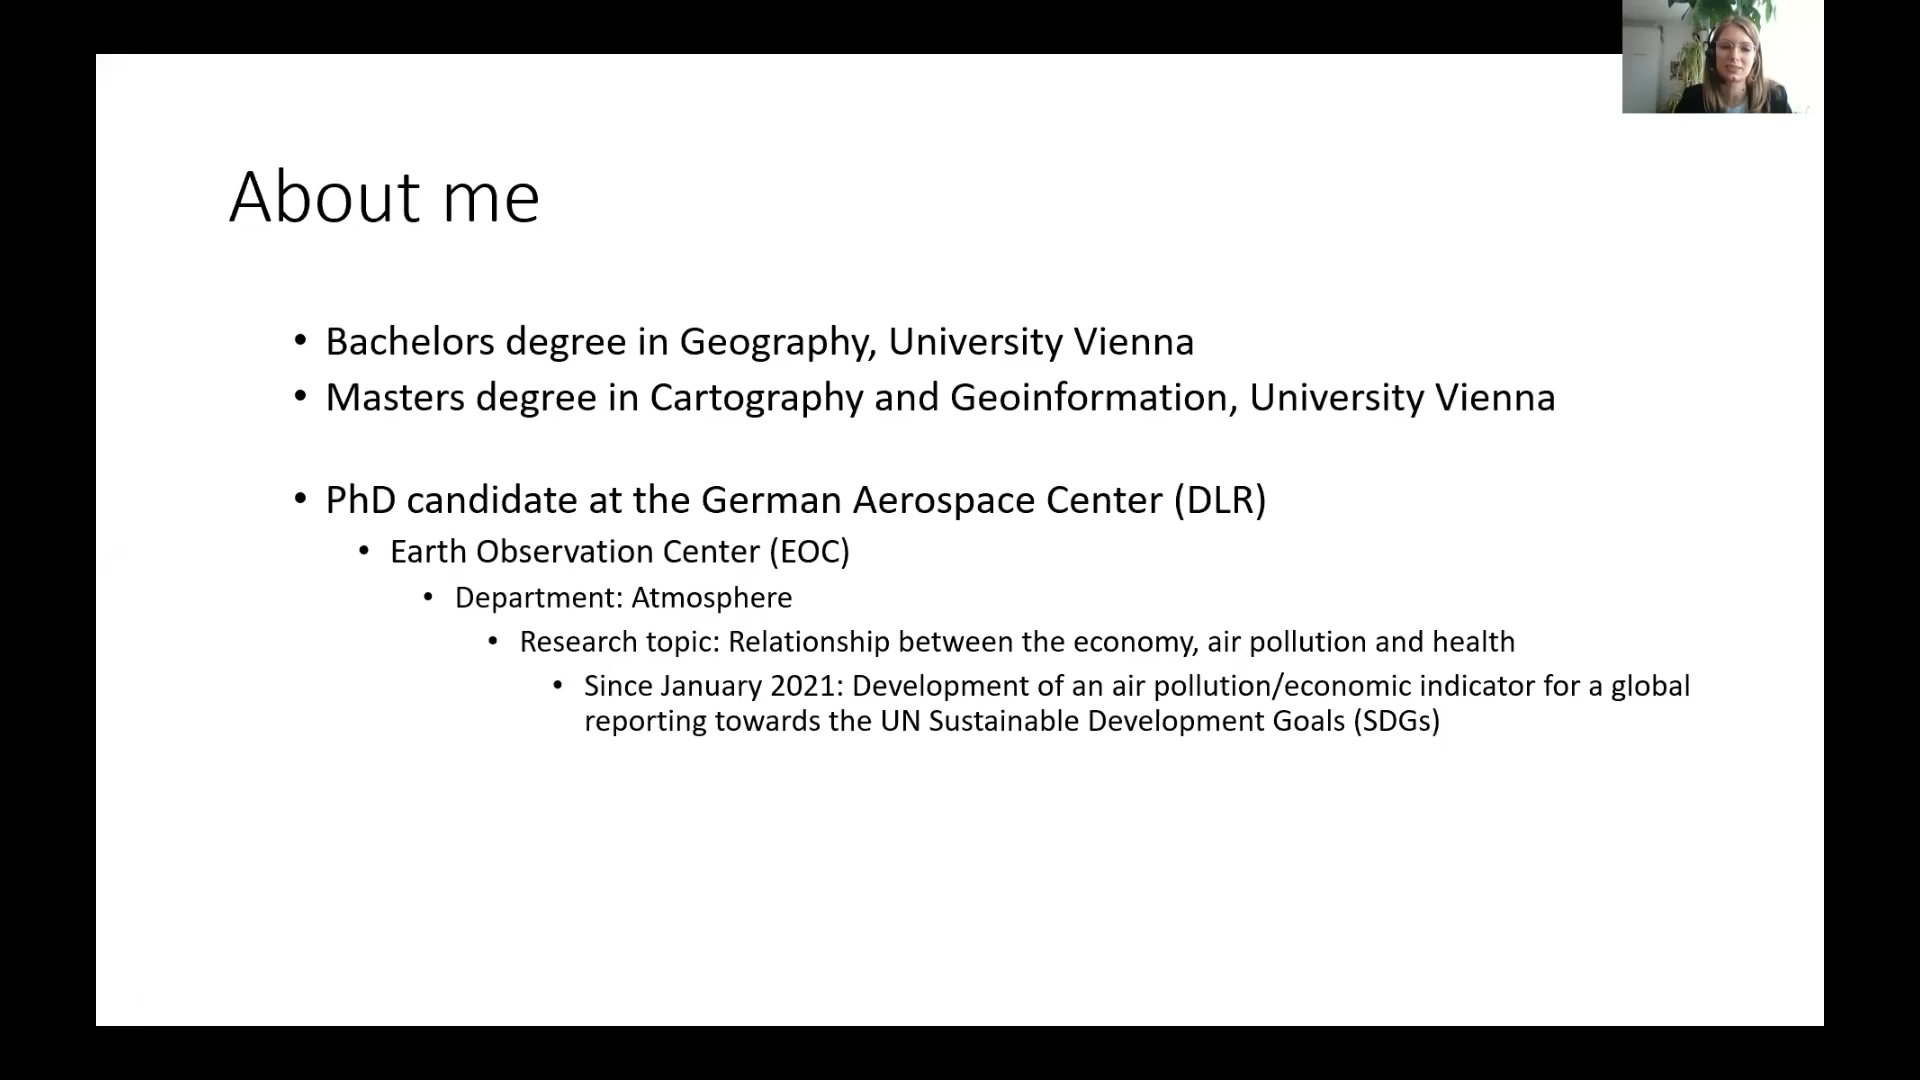 About me
• Bachelors degree in Geography, University Vienna
• Masters degree in Cartography and Geoinformation, University Vienna
• PhD candidate at the German Aerospace Center (DLR)
• Earth Observation Center (EOC)
• Department: Atmosphere
• Research topic: Relationship between the economy, air pollution and health
• Since January 2021: Development of an air pollution/economic indicator for a global
reporting towards the UN Sustainable Development Goals (SDGs)